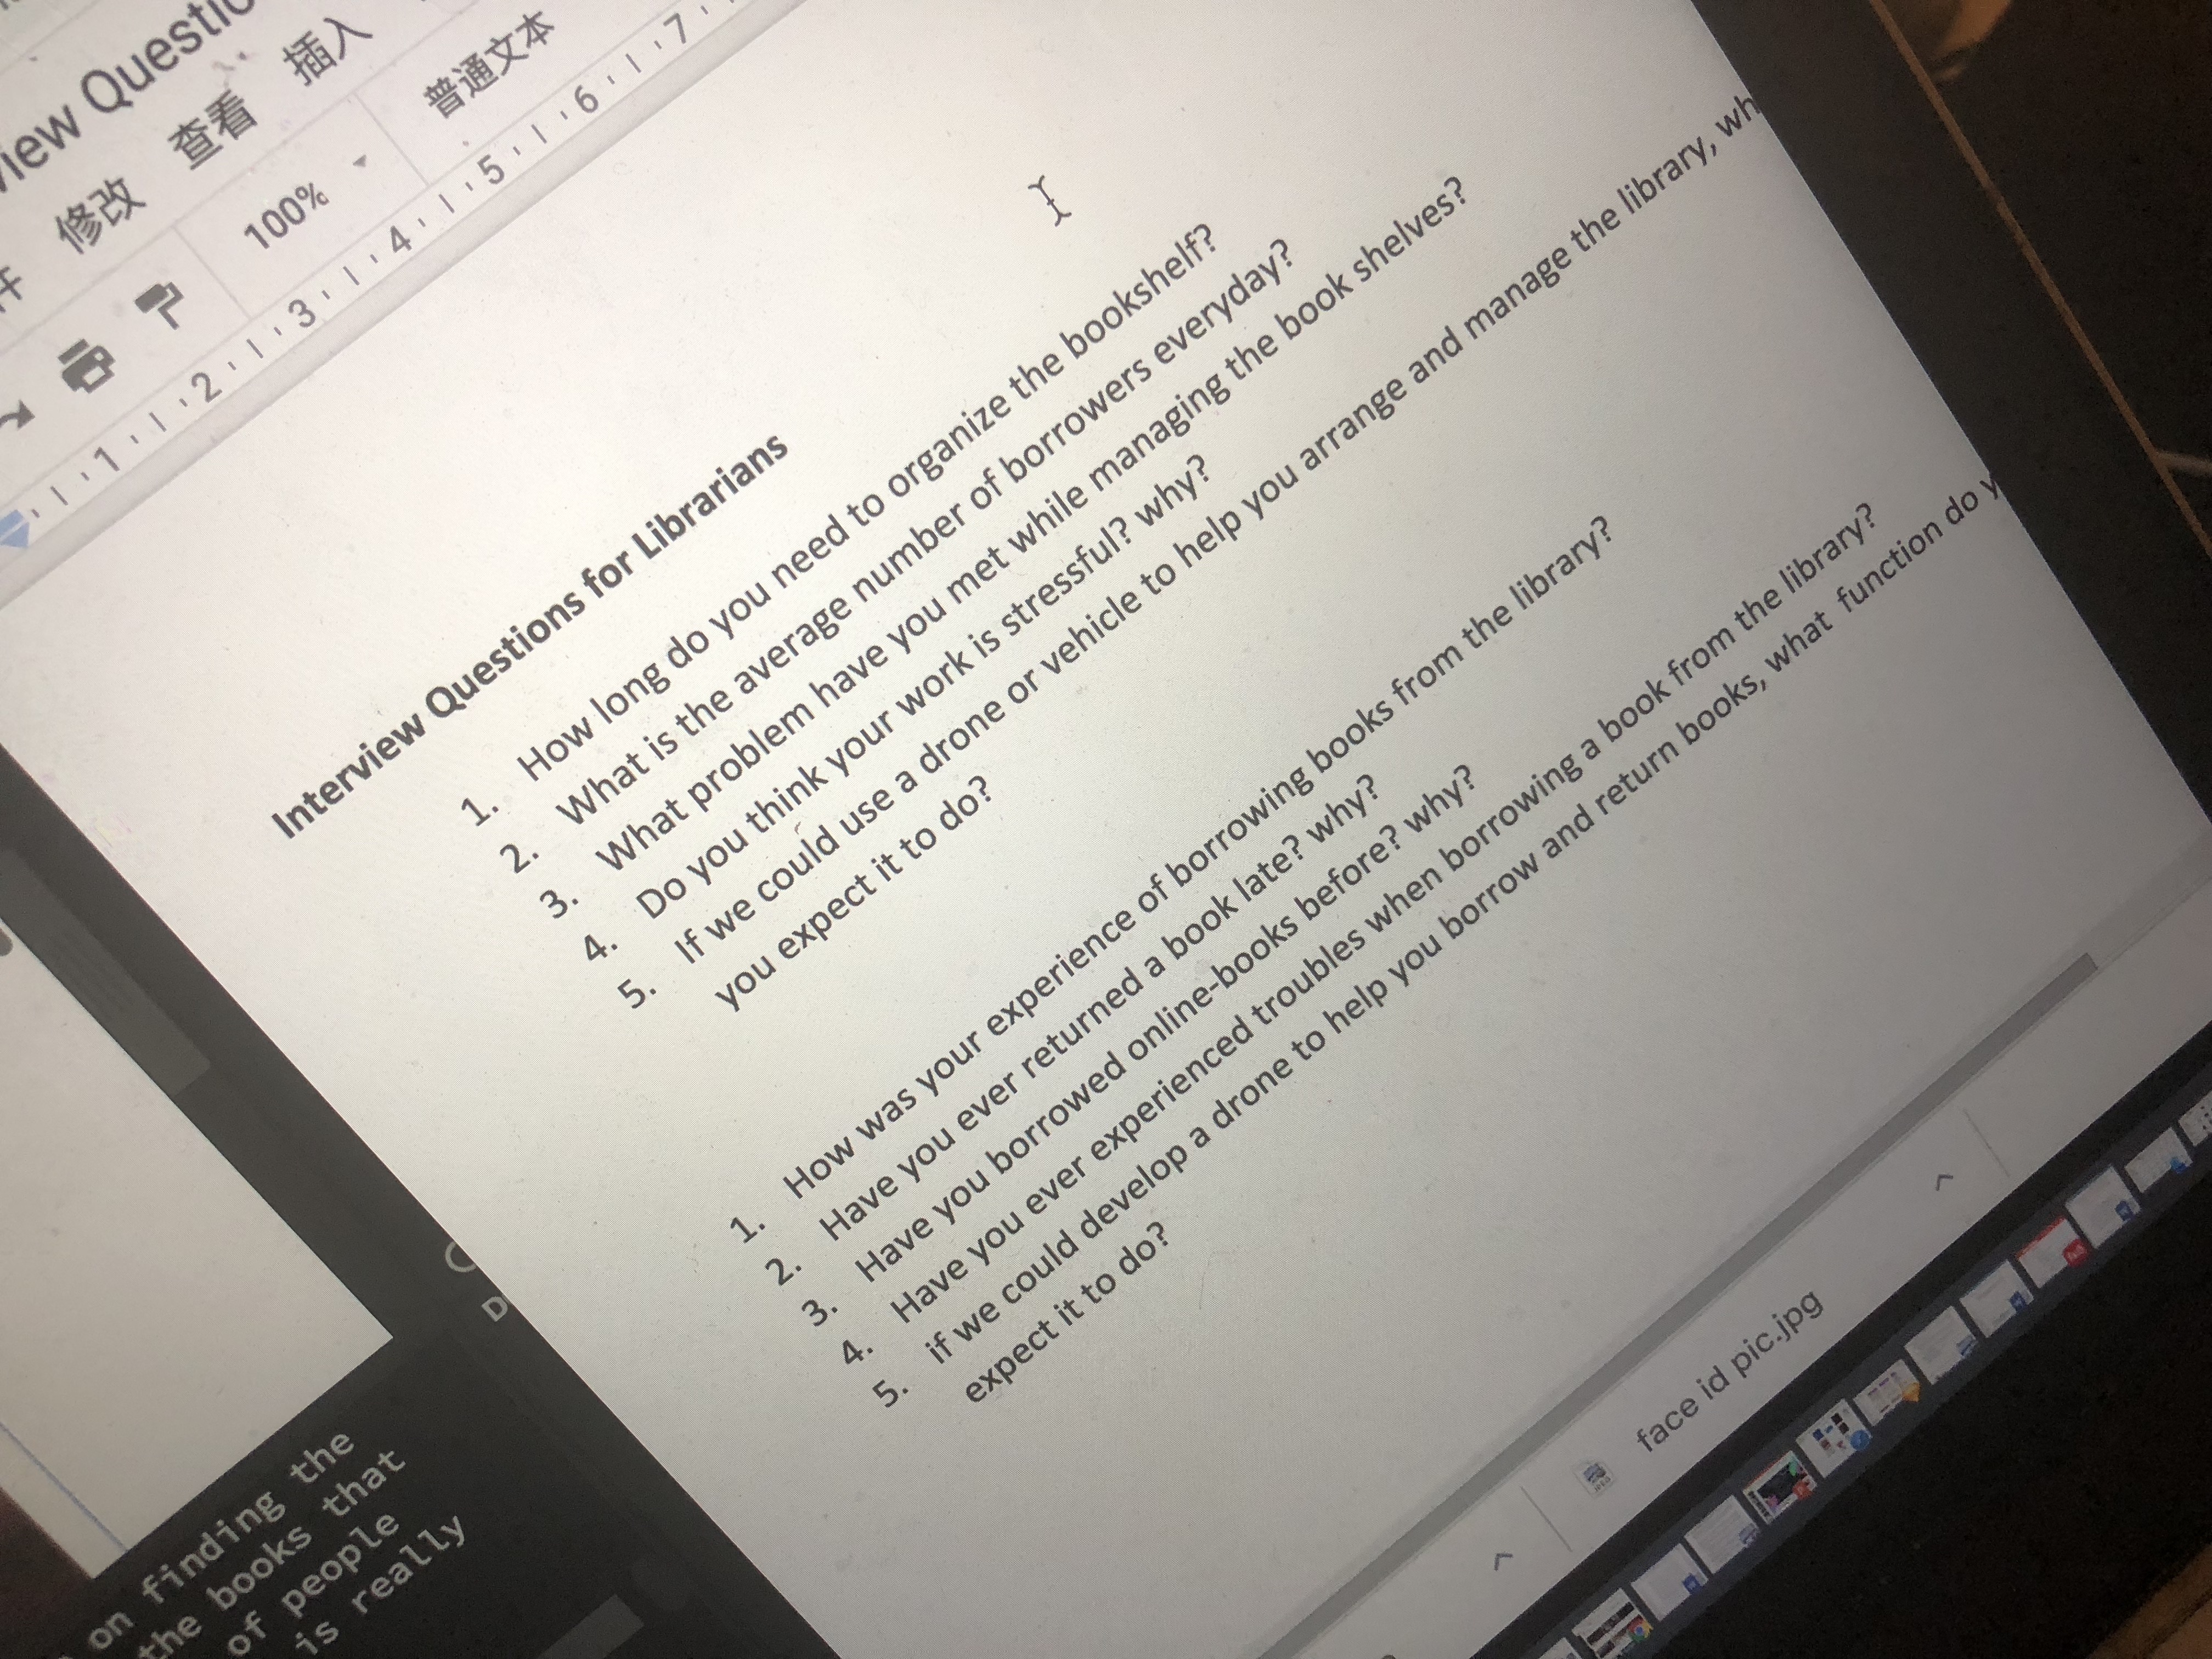 view Questio
修改 查看 插入
100% 普通文本
1 2 3 4 5 6 7
Interview Questions for Librarians
1. How long do you need to organize the bookshelf?
2. What is the average number of borrowers everyday?
3. What problem have you met while managing the book shelves?
4. Do you think your work is stressful? why?
5. If we could use a drone or vehicle to help you arrange and manage the library, wh
you expect it to do?
1. How was your experience of borrowing books from the library?
2. Have you ever returned a book late? why?
3. Have you borrowed online-books before? why?
4. Have you ever experienced troubles when borrowing a book from the library?
5. if we could develop a drone to help you borrow and return books, what function do y
expect it to do?
on finding the
the books that
of people
is really
D
face id pic.jpg